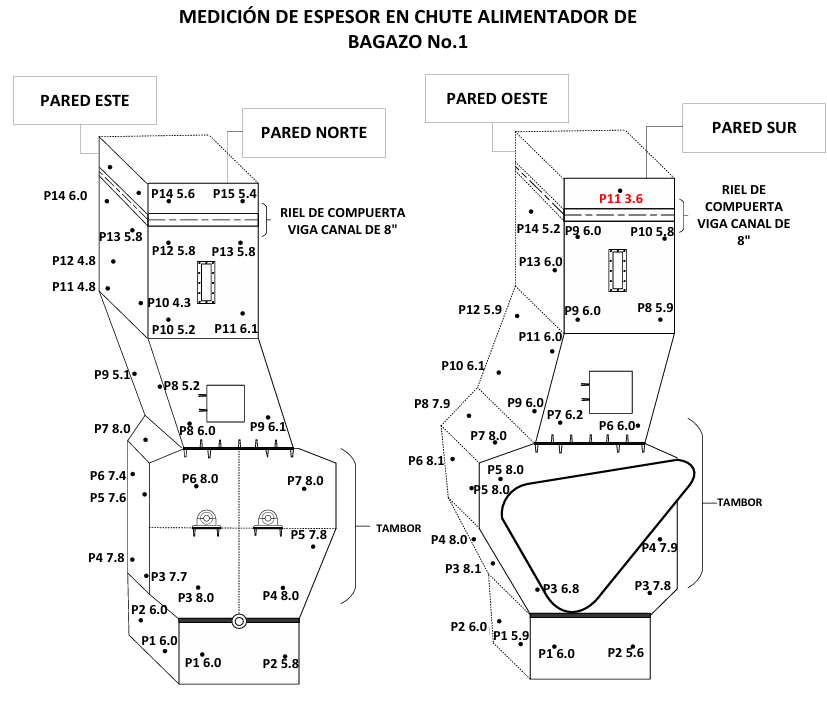 MEDICIÓN DE ESPESOR EN CHUTE ALIMENTADOR DE
BAGAZO No.1
PARED ESTE
PARED NORTE
P14 6.0
P14 5.6
P15 5.4
RIEL DE COMPUERTA
VIGA CANAL DE 8"
P13 5.8
P12 5.8
P13 5.8
P12 4.8
P11 4.8
P10 4.3
P10 5.2
P11 6.1
P9 5.1
P8 5.2
P8 6.0
P9 6.1
P7 8.0
P6 7.4
P6 8.0
P7 8.0
P5 7.6
P5 7.8
TAMBOR
P4 7.8
P3 7.7
P3 8.0
P4 8.0
P2 6.0
P1 6.0
P1 6.0
P2 5.8
PARED OESTE
PARED SUR
P11 3.6
RIEL DE
COMPUERTA
VIGA CANAL DE
8"
P14 5.2
P9 6.0
P10 5.8
P13 6.0
P12 5.9
P9 6.0
P8 5.9
P11 6.0
P10 6.1
P8 7.9
P9 6.0
P7 6.2
P6 6.0
P7 8.0
P6 8.1
P5 8.0
P5 8.0
TAMBOR
P4 8.0
P4 7.9
P3 8.1
P3 6.8
P3 7.8
P2 6.0
P1 5.9
P1 6.0
P2 5.6